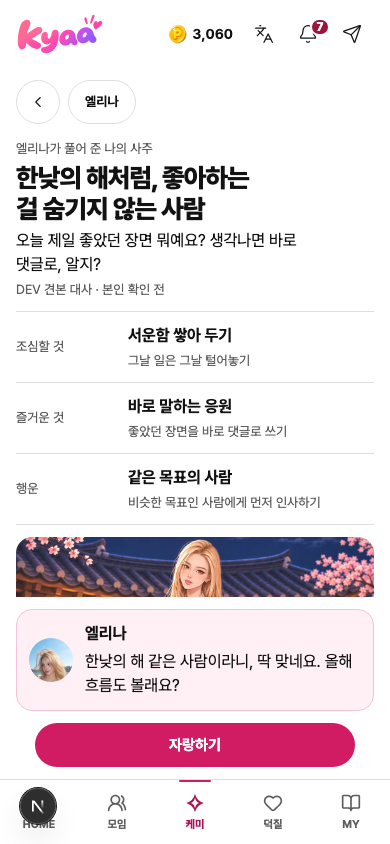 kyaa
P 3,060
7
엘리나
엘리나가 풀어 준 나의 사주
한낮의 해처럼, 좋아하는
걸 숨기지 않는 사람
오늘 제일 좋았던 장면 뭐예요? 생각나면 바로
댓글로, 알지?
DEV 견본 대사 · 본인 확인 전
조심할 것
서운함 쌓아 두기
그날 일은 그날 털어놓기
즐거운 것
바로 말하는 응원
좋았던 장면을 바로 댓글로 쓰기
행운
같은 목표의 사람
비슷한 목표인 사람에게 먼저 인사하기
엘리나
한낮의 해 같은 사람이라니, 딱 맞네요. 올해
흐름도 볼래요?
자랑하기
N
HOME
모임
케미
덕질
MY